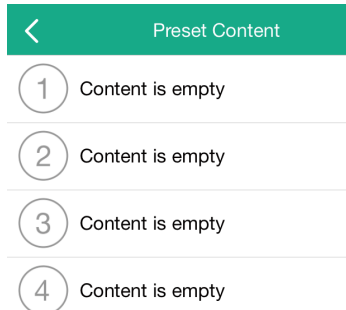 Preset Content
1 Content is empty
2 Content is empty
3 Content is empty
4 Content is empty